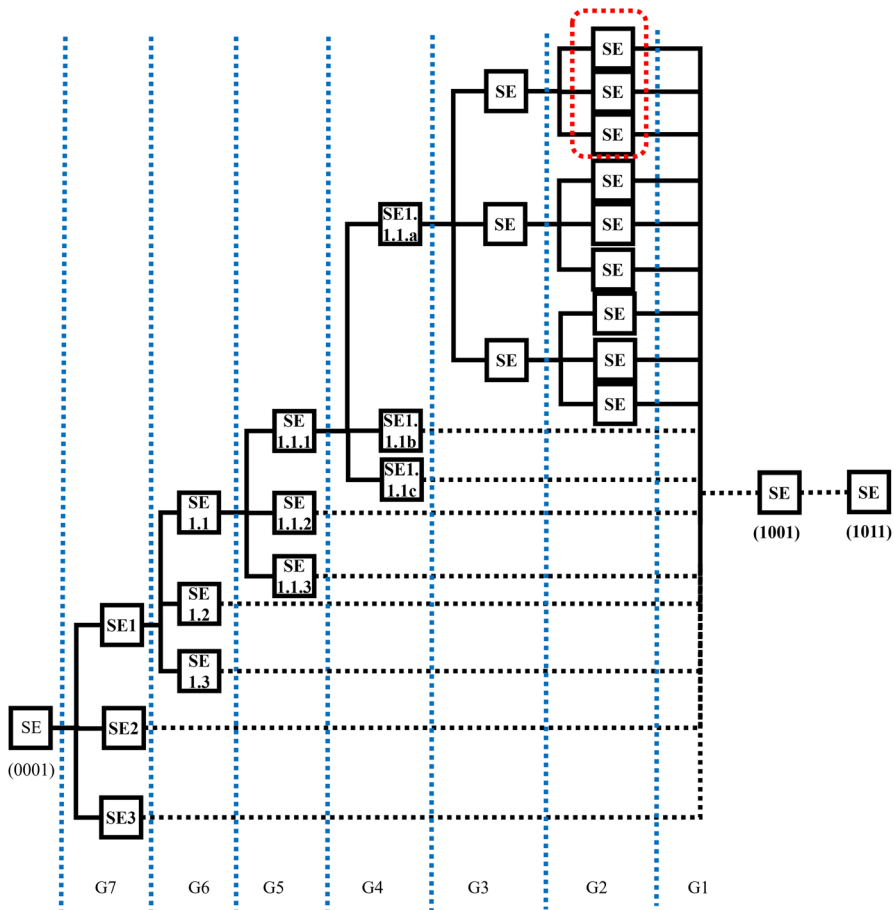 SE
SE
SE
SE
SE
SE
SE
SE
SE
SE
SE
SE
SE1.
1.1.a
SE1.
1.1b
SE1.
1.1c
SE
1.1.1
SE
1.1.2
SE
1.1.3
SE
1.1
SE
1.2
SE
1.3
SE1
SE2
SE3
SE
(0001)
SE
(1001)
SE
(1011)
G7
G6
G5
G4
G3
G2
G1